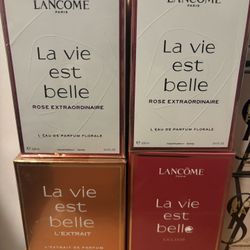 LANCÔME
PARIS
La vie
est
belle
ROSE EXTRAORDINAIRE
L'EAU DE PARFUM FLORALE
LANCÔME
PARIS
La vie
est
belle
ROSE EXTRAORDINAIRE
L'EAU DE PARFUM FLORALE
La vie
est
belle
L'EXTRAIT
L'EXTRAIT DE PARFUM
LANCÔME
PARIS
La vie
est
belle